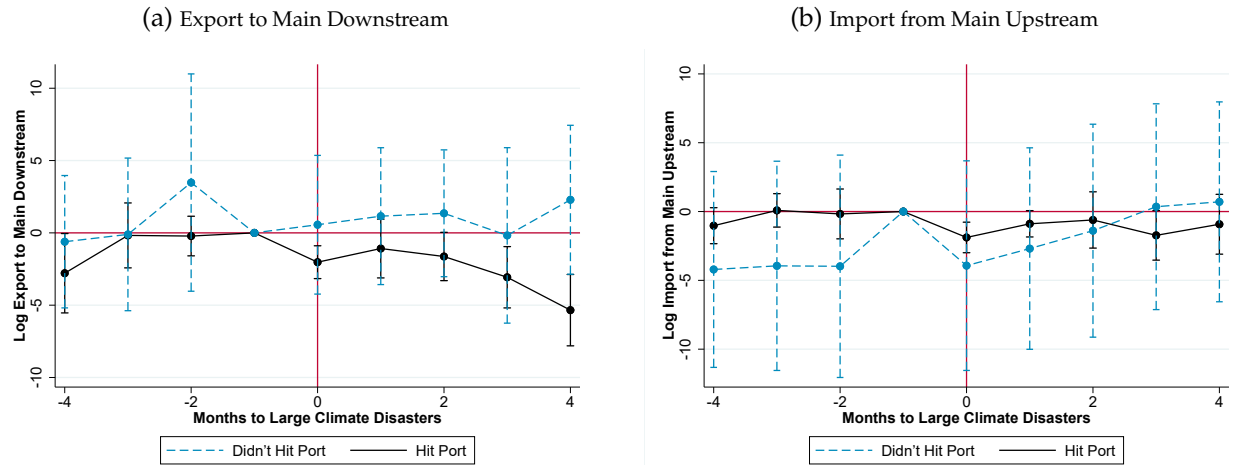 (a) Export to Main Downstream
Log Export to Main Downstream
10
5
0
-5
-10
-4
-2
0
2
4
Months to Large Climate Disasters
Didn't Hit Port
Hit Port
(b) Import from Main Upstream
Log Import from Main Upstream
10
5
0
-5
-10
-4
-2
0
2
4
Months to Large Climate Disasters
Didn't Hit Port
Hit Port